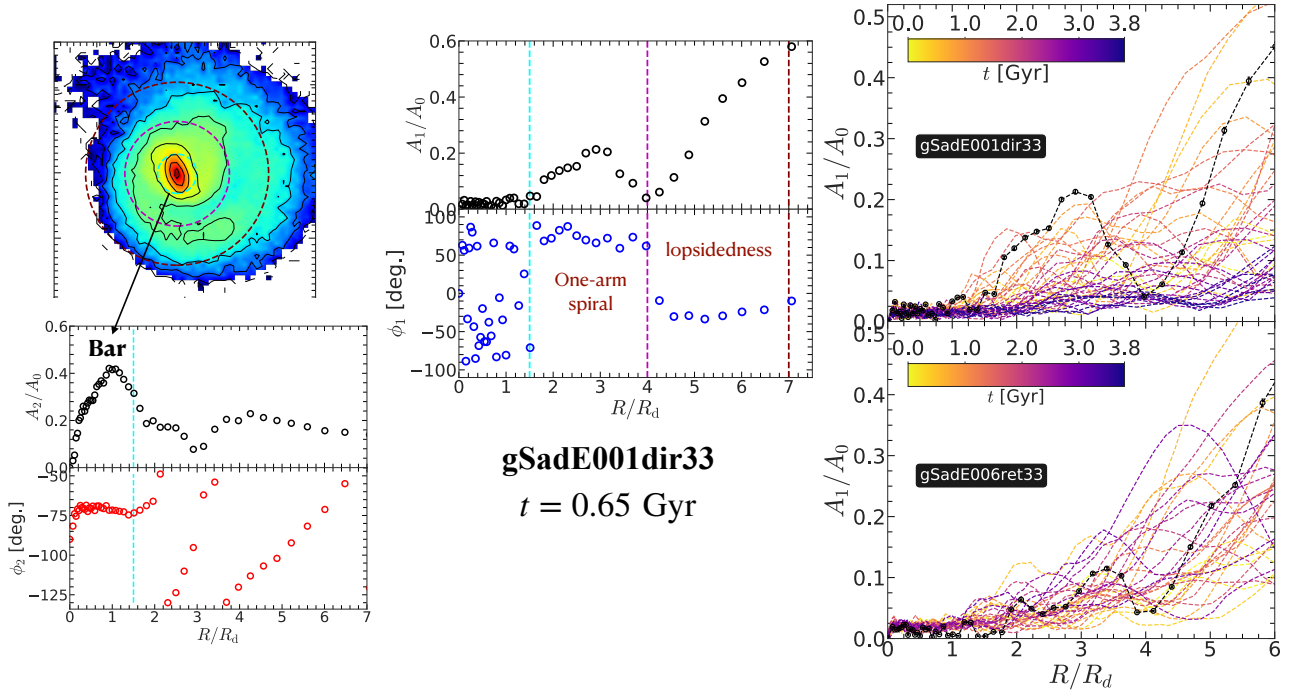 Bar
0.6
0.4
0.2
0.0
A₂/A₀
−50
−75
−100
−125
ϕ₂ [deg.]
0 1 2 3 4 5 6 7
R/R_d
0.6
0.4
0.2
0.0
A₁/A₀
100
50
0
−50
−100
ϕ₁ [deg.]
One-arm
spiral
lopsidedness
0 1 2 3 4 5 6 7
R/R_d
gSadE001dir33
t = 0.65 Gyr
0.5
0.4
0.3
0.2
0.1
0.0
A₁/A₀
0.0 1.0 2.0 3.0 3.8
t [Gyr]
gSadE001dir33
0.5
0.4
0.3
0.2
0.1
0.0
A₁/A₀
0.0 1.0 2.0 3.0 3.8
t [Gyr]
gSadE006ret33
0 1 2 3 4 5 6
R/R_d